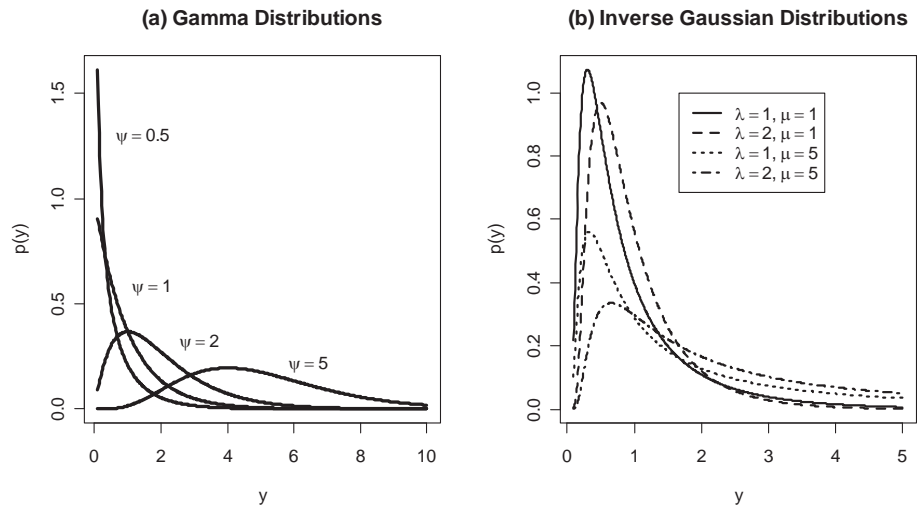 (a) Gamma Distributions
p(y)
1.5
1.0
0.5
0.0
ψ = 0.5
ψ = 1
ψ = 2
ψ = 5
0 2 4 6 8 10
y
(b) Inverse Gaussian Distributions
p(y)
1.0
0.8
0.6
0.4
0.2
0.0
λ = 1, μ = 1
λ = 2, μ = 1
λ = 1, μ = 5
λ = 2, μ = 5
0 1 2 3 4 5
y